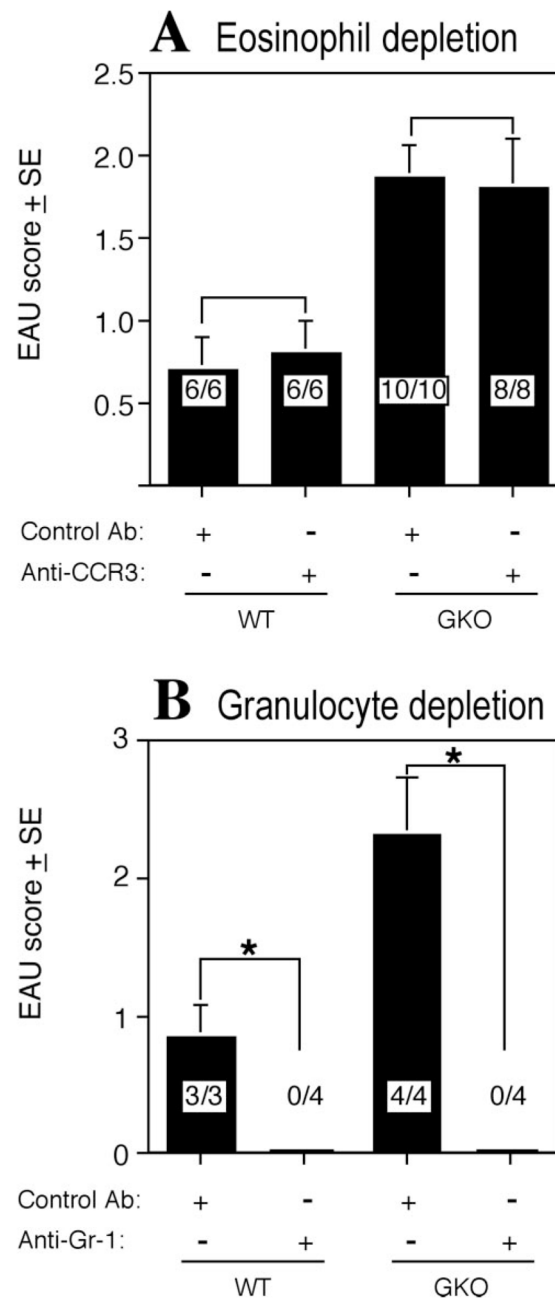 A Eosinophil depletion
2.5
2.0
1.5
1.0
0.5
EAU score ± SE
6/6 6/6 10/10 8/8
Control Ab: + - + -
Anti-CCR3: - + - +
WT GKO
B Granulocyte depletion
3
2
1
0
EAU score ± SE
* *
3/3 0/4 4/4 0/4
Control Ab: + - + -
Anti-Gr-1: - + - +
WT GKO